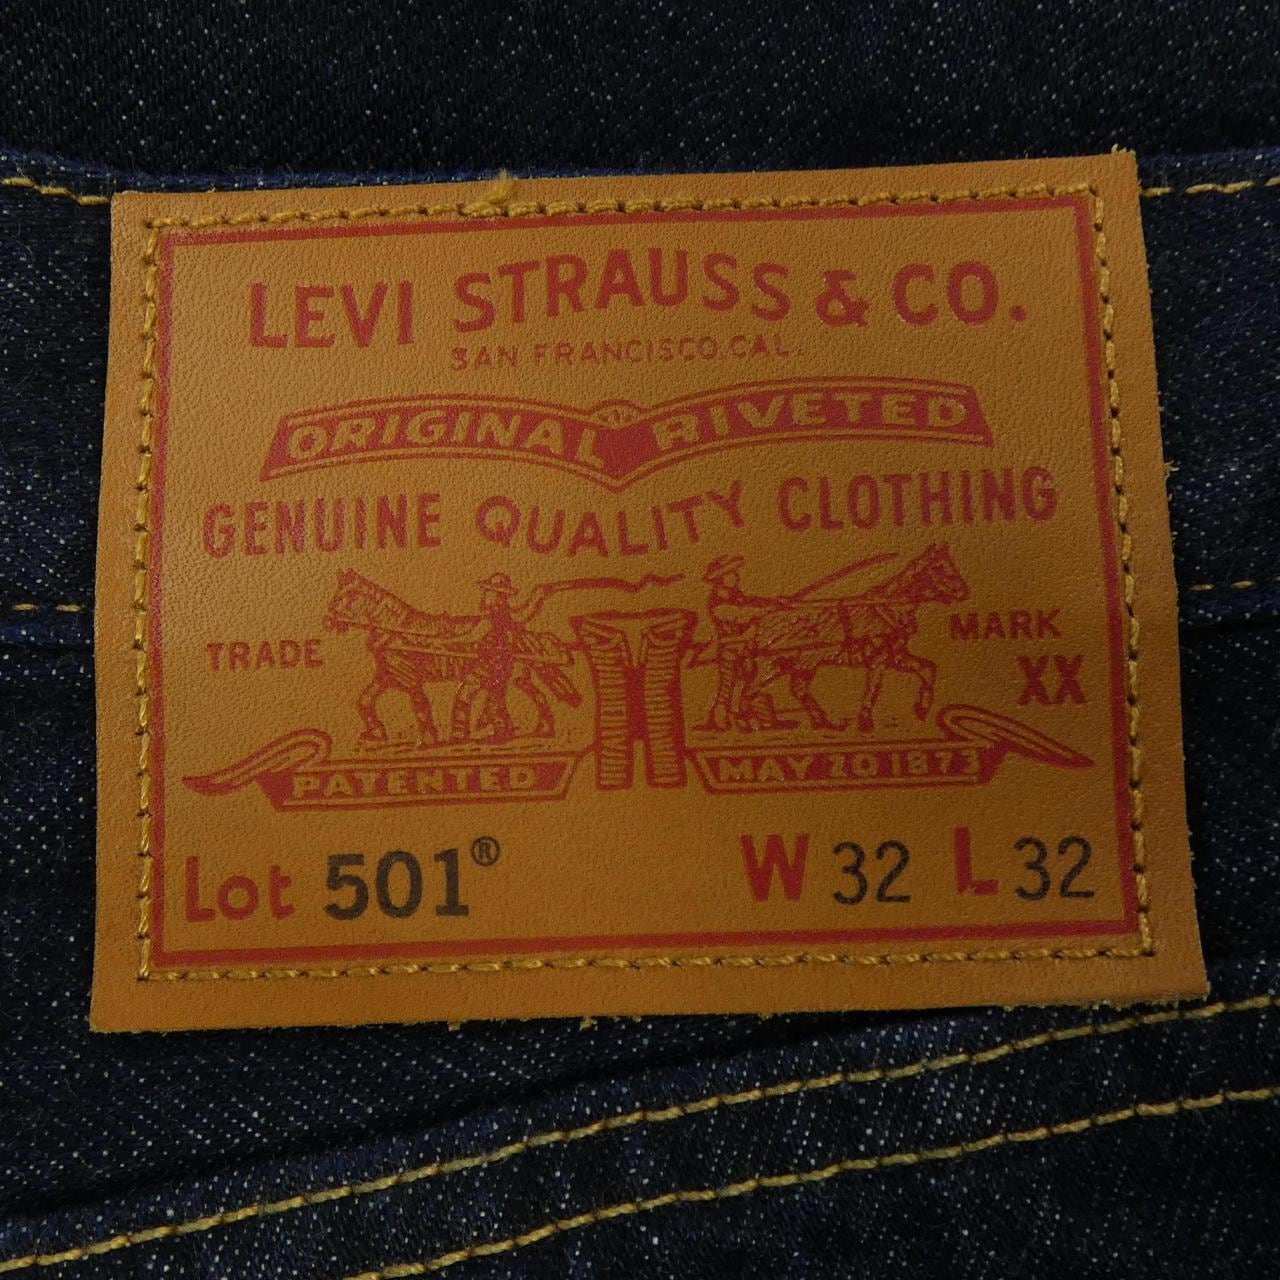 LEVI STRAUSS & CO.
SAN FRANCISCO, CAL.
ORIGINAL RIVETED
GENUINE QUALITY CLOTHING
TRADE MARK
XX
PATENTED MAY 20 1873
Lot 501® W 32 L 32